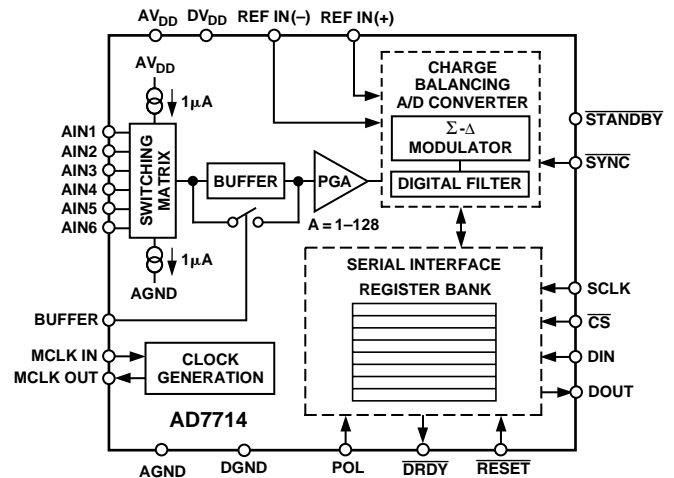 AVDD DVDD REF IN(–) REF IN(+)
AVDD
1μA
AIN1
AIN2
AIN3
AIN4
AIN5
AIN6
SWITCHING
MATRIX
1μA
AGND
BUFFER
PGA
A = 1–128
CHARGE
BALANCING
A/D CONVERTER
Σ-Δ
MODULATOR
DIGITAL FILTER
STANDBY
SYNC
SERIAL INTERFACE
REGISTER BANK
SCLK
CS
DIN
DOUT
BUFFER
MCLK IN
MCLK OUT
CLOCK
GENERATION
AD7714
AGND DGND POL DRDY RESET